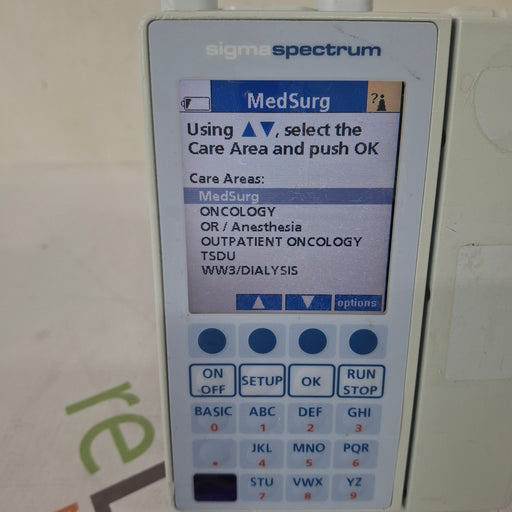 sigmaspectrum
MedSurg
?
Using ▲▼, select the
Care Area and push OK
Care Areas:
MedSurg
ONCOLOGY
OR / Anesthesia
OUTPATIENT ONCOLOGY
TSDU
WW3/DIALYSIS
▲ ▼ options
ON OFF SETUP OK RUN STOP
BASIC ABC DEF GHI
0 1 2 3
JKL MNO PQR
. 4 5 6
STU VWX YZ
7 8 9
reL